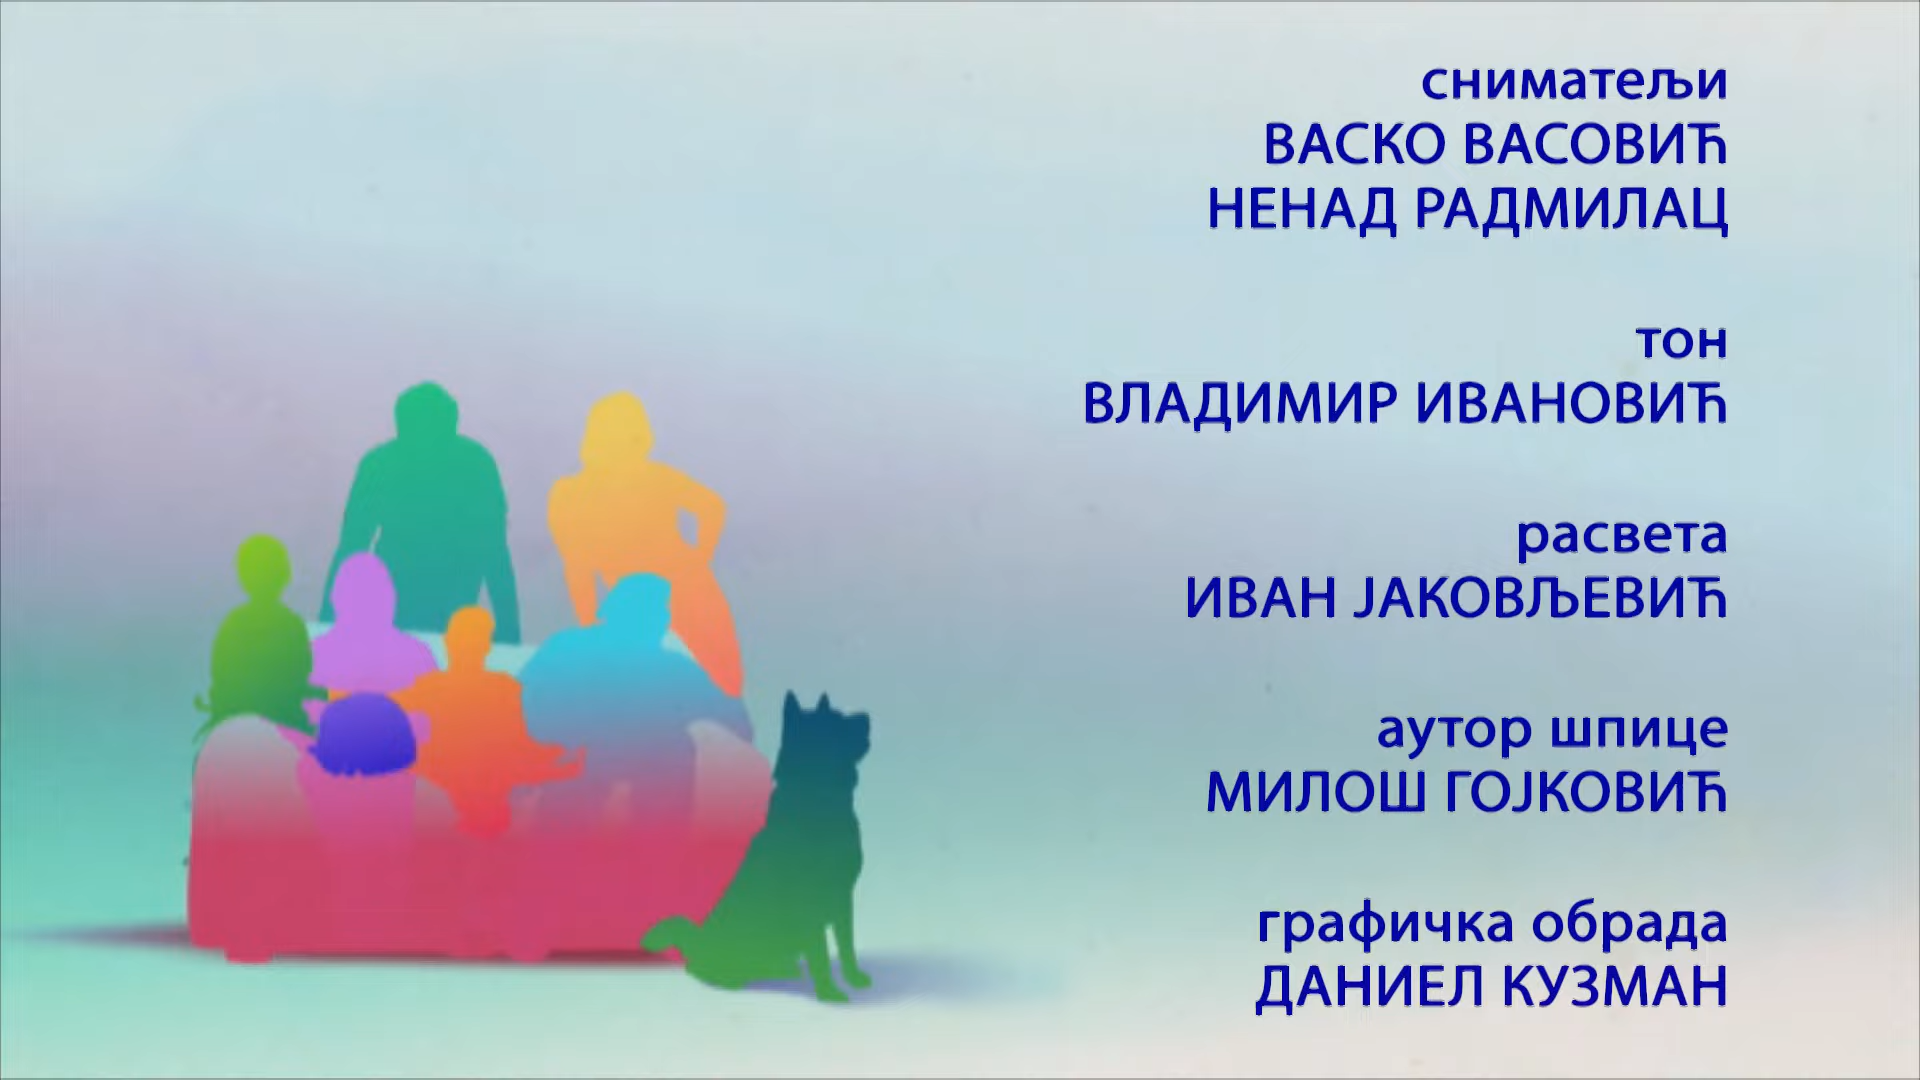 сниматељи
ВАСКО ВАСОВИЋ
НЕНАД РАДМИЛАЦ
тон
ВЛАДИМИР ИВАНОВИЋ
расвета
ИВАН ЈАКОВЉЕВИЋ
аутор шпице
МИЛОШ ГОЈКОВИЋ
графичка обрада
ДАНИЕЛ КУЗМАН